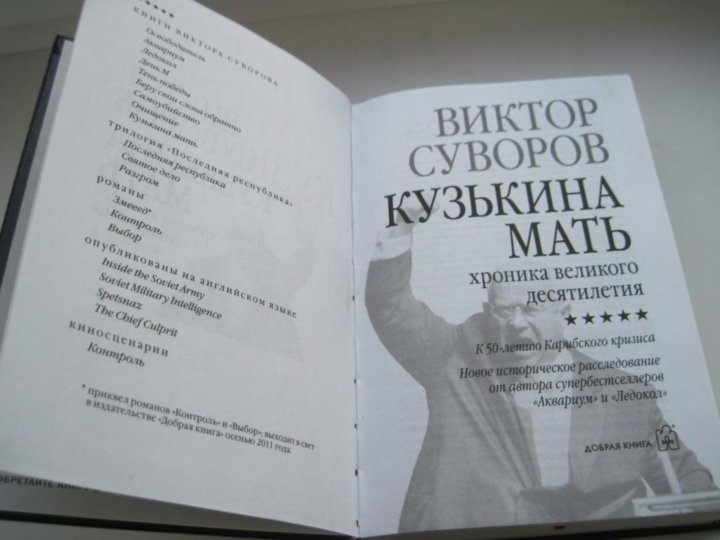 КНИГИ ВИКТОРА СУВОРОВА
Освободитель
Аквариум
Ледокол
День М
Тень победы
Беру свои слова обратно
Самоубийство
Очищение
Кузькина мать
трилогия «Последняя республика»
Последняя республика
Святое дело
Разгром
романы
Змееед*
Контроль
Выбор
опубликованы на английском языке
Inside the Soviet Army
Soviet Military Intelligence
Spetsnaz
The Chief Culprit
киносценарии
Контроль
* приквел романов «Контроль» и «Выбор»; выходит в свет
в издательстве "Добрая книга" осенью 2011 года.
ВИКТОР
СУВОРОВ
КУЗЬКИНА
МАТЬ
хроника великого
десятилетия
★★★★★
К 50-летию Карибского кризиса
Новое историческое расследование
от автора супербестселлеров
«Аквариум» и «Ледокол»
ДОБРАЯ КНИГА